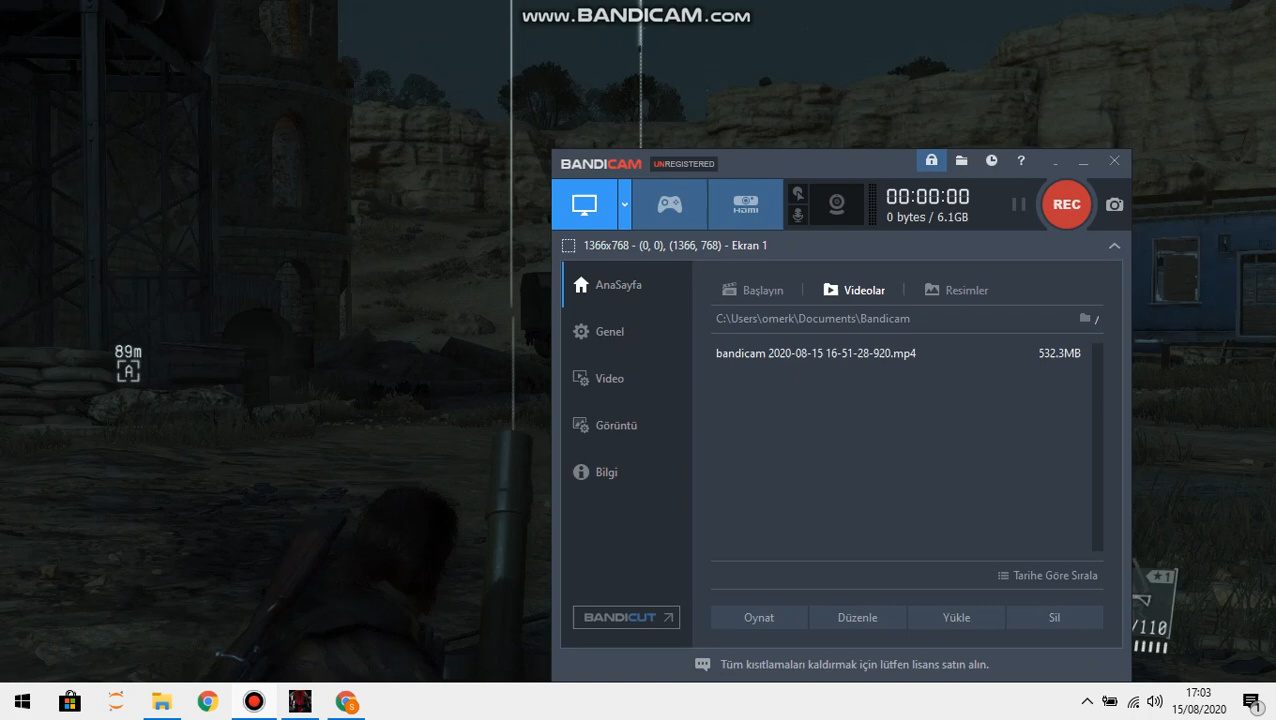 www.BANDICAM.com
BANDICAM UNREGISTERED
?
HDMI
00:00:00
0 bytes / 6.1GB
REC
1366x768 - (0, 0), (1366, 768) - Ekran 1
AnaSayfa
Genel
Video
Görüntü
Bilgi
BANDICUT
Başlayın
Videolar
Resimler
C:\Users\omerk\Documents\Bandicam
/
bandicam 2020-08-15 16-51-28-920.mp4 532.3MB
Tarihe Göre Sırala
Oynat Düzenle Yükle Sil
Tüm kısıtlamaları kaldırmak için lütfen lisans satın alın.
89m
[A]
★1
/110
S
17:03
15/08/2020
1